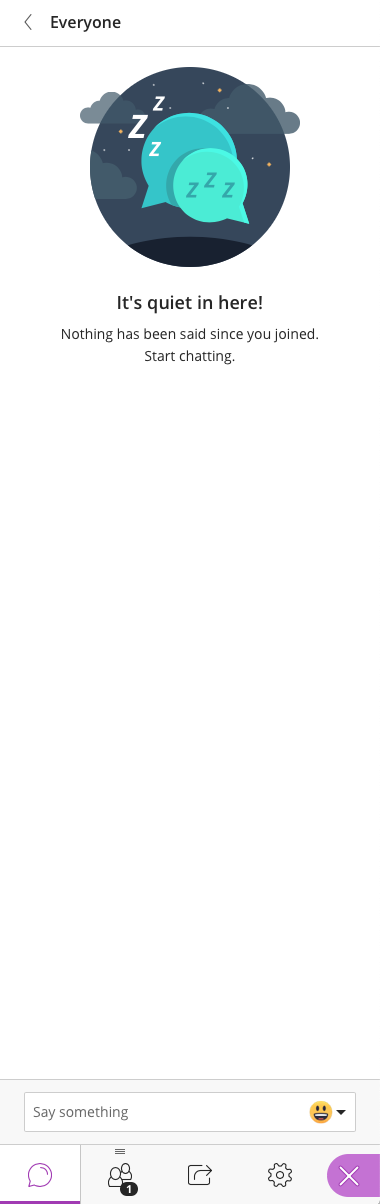 Everyone
Z
Z
Z
Z Z Z
It's quiet in here!
Nothing has been said since you joined.
Start chatting.
Say something
1